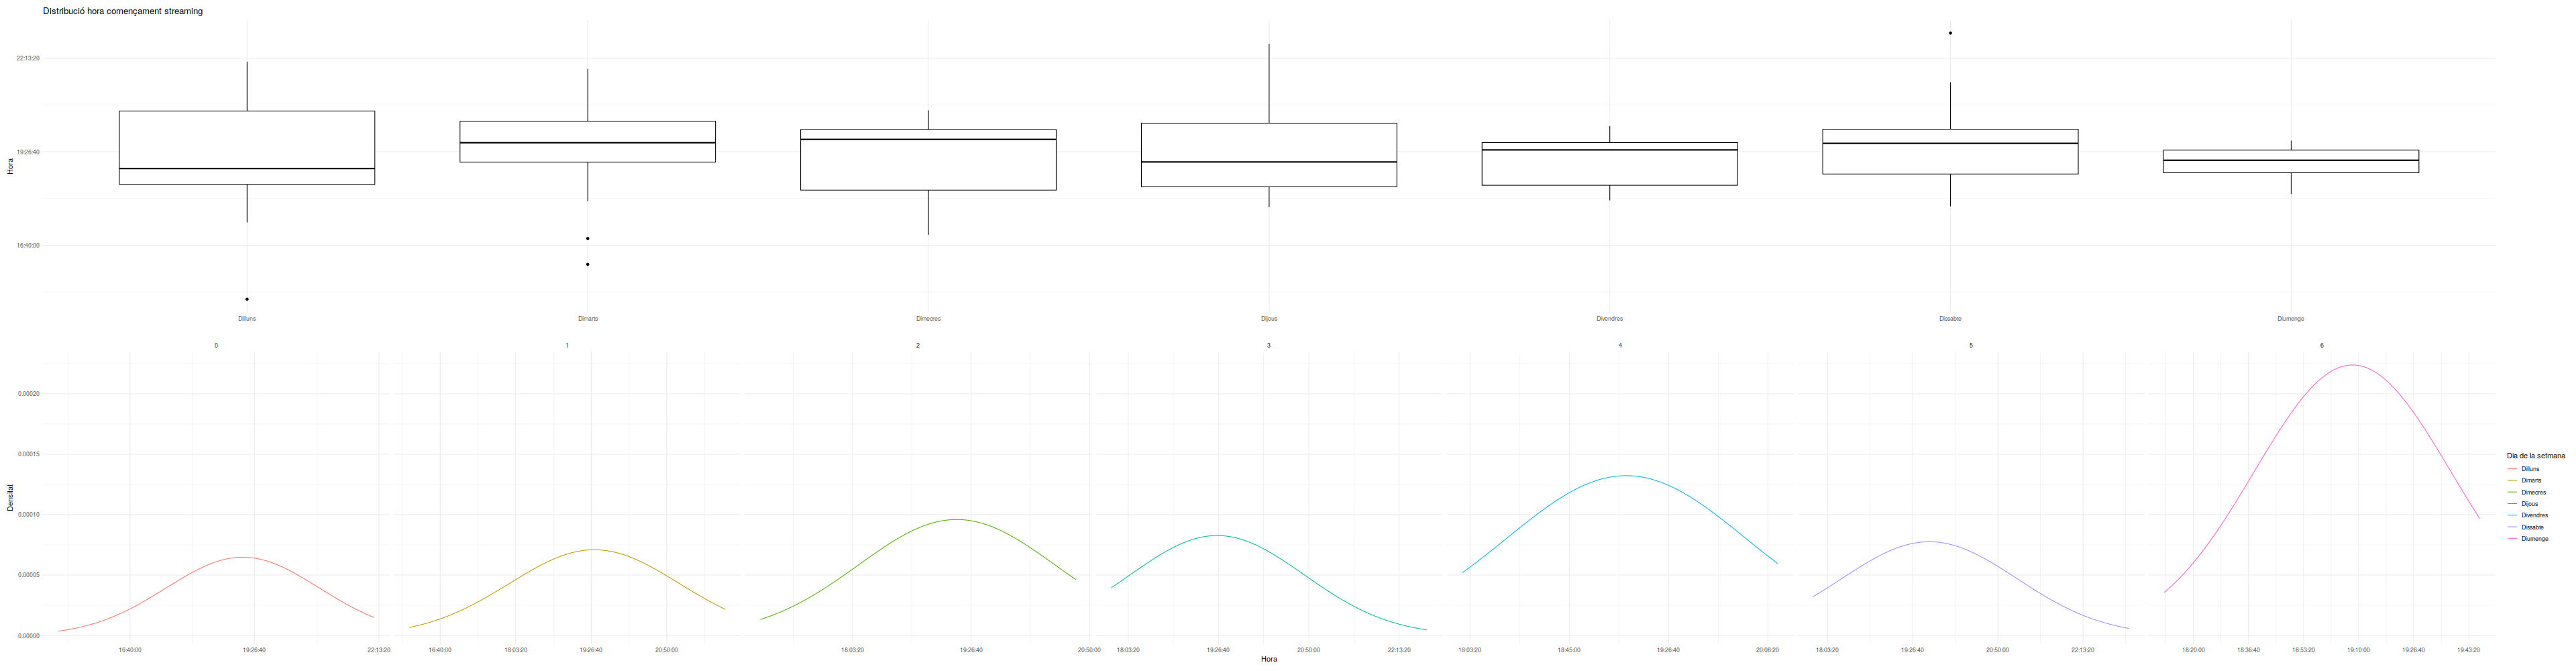 Distribució hora començament streaming
Hora
22:13:20
19:26:40
16:40:00
Dilluns Dimarts Dimecres Dijous Divendres Dissabte Diumenge
0 1 2 3 4 5 6
Densitat
0.00020
0.00015
0.00010
0.00005
0.00000
16:40:00 19:26:40 22:13:20 16:40:00 18:03:20 19:26:40 20:50:00 18:03:20 19:26:40 20:50:00 18:03:20 19:26:40 20:50:00 22:13:20 18:03:20 18:45:00 19:26:40 20:08:20 18:03:20 19:26:40 20:50:00 22:13:20 18:20:00 18:36:40 18:53:20 19:10:00 19:26:40 19:43:20
Hora
Dia de la setmana
Dilluns
Dimarts
Dimecres
Dijous
Divendres
Dissabte
Diumenge